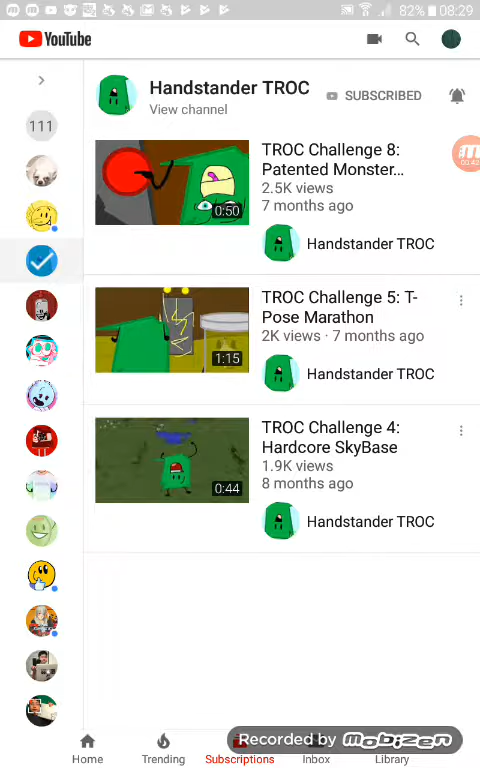 82% 08:29
YouTube
111
Handstander TROC
View channel
SUBSCRIBED
00:43
TROC Challenge 8:
Patented Monster...
2.5K views
7 months ago
0:50
Handstander TROC
TROC Challenge 5: T-
Pose Marathon
2K views · 7 months ago
1:15
Handstander TROC
TROC Challenge 4:
Hardcore SkyBase
1.9K views
8 months ago
0:44
Handstander TROC
Recorded by mobizen
Home
Trending
Subscriptions
Inbox
Library